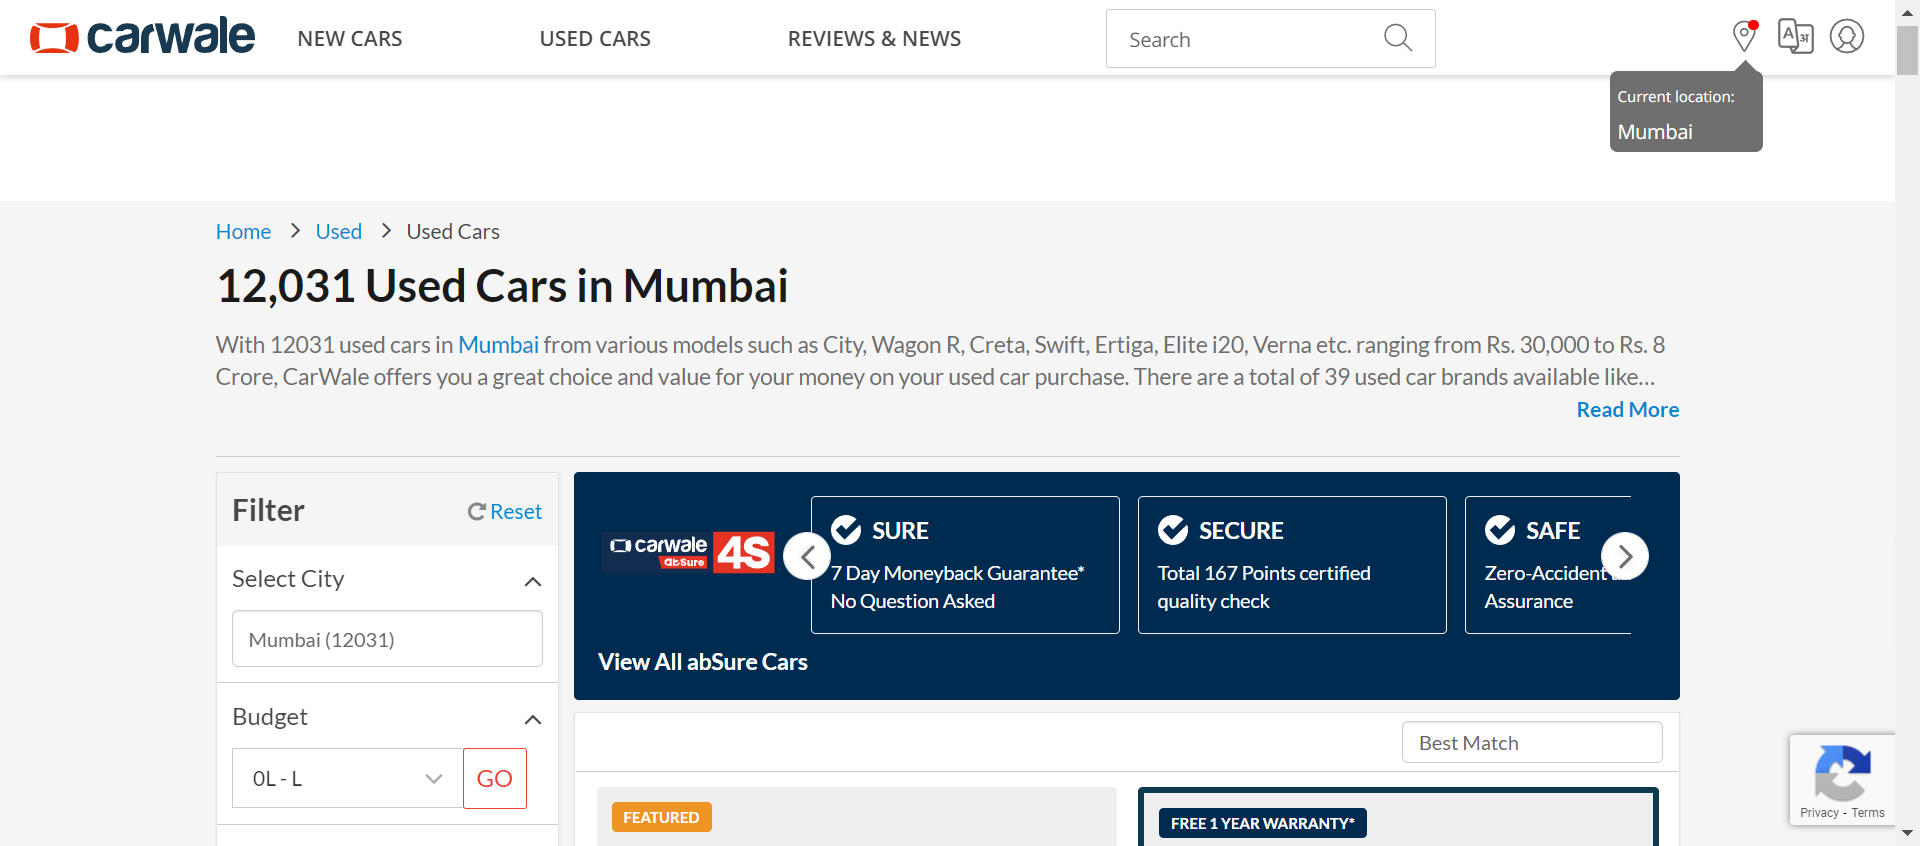 carwale
NEW CARS
USED CARS
REVIEWS & NEWS
Search
Current location:
Mumbai
Home > Used > Used Cars
12,031 Used Cars in Mumbai
With 12031 used cars in Mumbai from various models such as City, Wagon R, Creta, Swift, Ertiga, Elite i20, Verna etc. ranging from Rs. 30,000 to Rs. 8
Crore, CarWale offers you a great choice and value for your money on your used car purchase. There are a total of 39 used car brands available like...
Read More
Filter
Reset
Select City
Mumbai (12031)
Budget
0L - L
GO
carwale
abSure
4S
SURE
7 Day Moneyback Guarantee*
No Question Asked
SECURE
Total 167 Points certified
quality check
SAFE
Zero-Accident
Assurance
View All abSure Cars
Best Match
FEATURED
FREE 1 YEAR WARRANTY*
Privacy - Terms